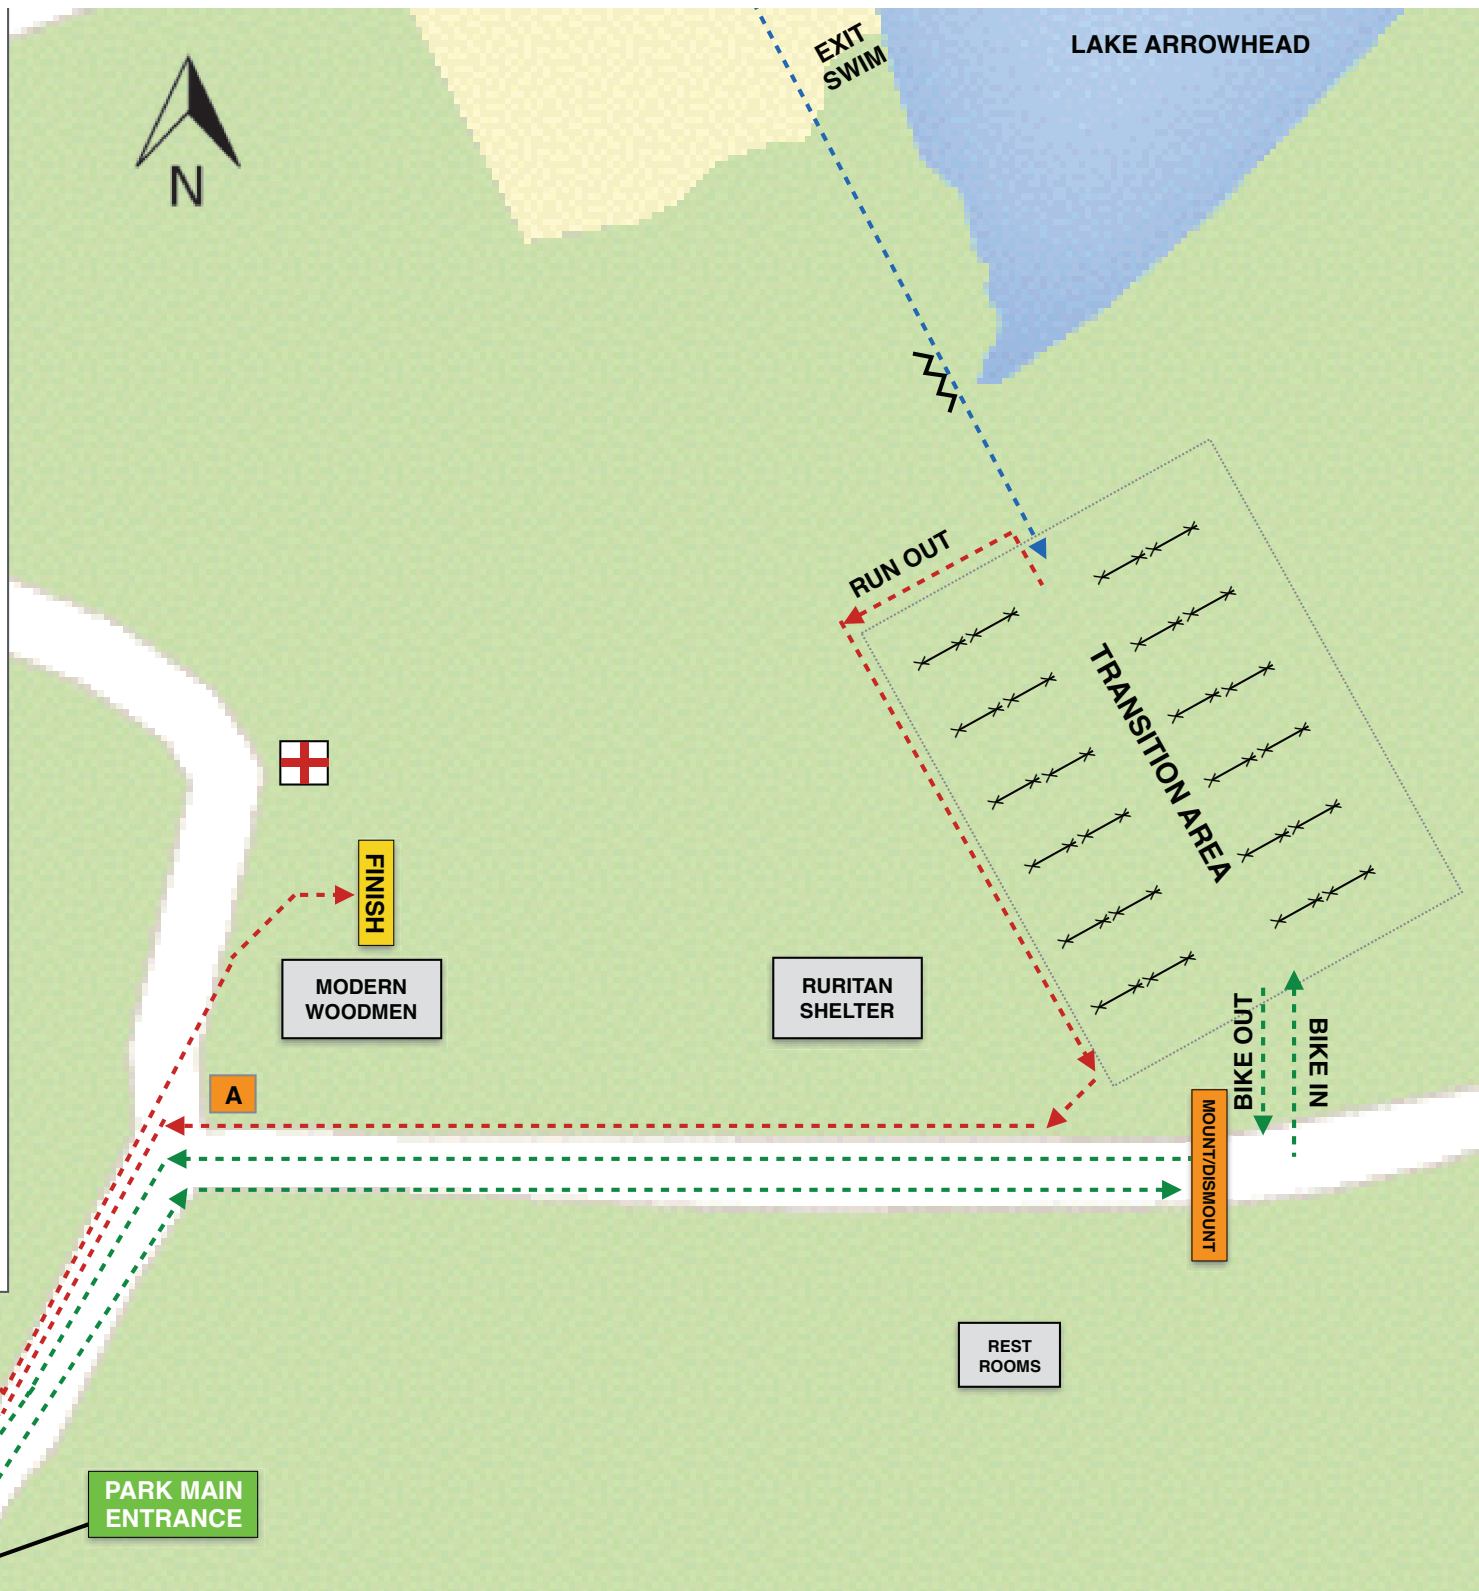 LAKE ARROWHEAD
EXIT
SWIM
N
RUN OUT
TRANSITION AREA
FINISH
MODERN
WOODMEN
RURITAN
SHELTER
BIKE OUT
BIKE IN
A
MOUNT/DISMOUNT
REST
ROOMS
PARK MAIN
ENTRANCE